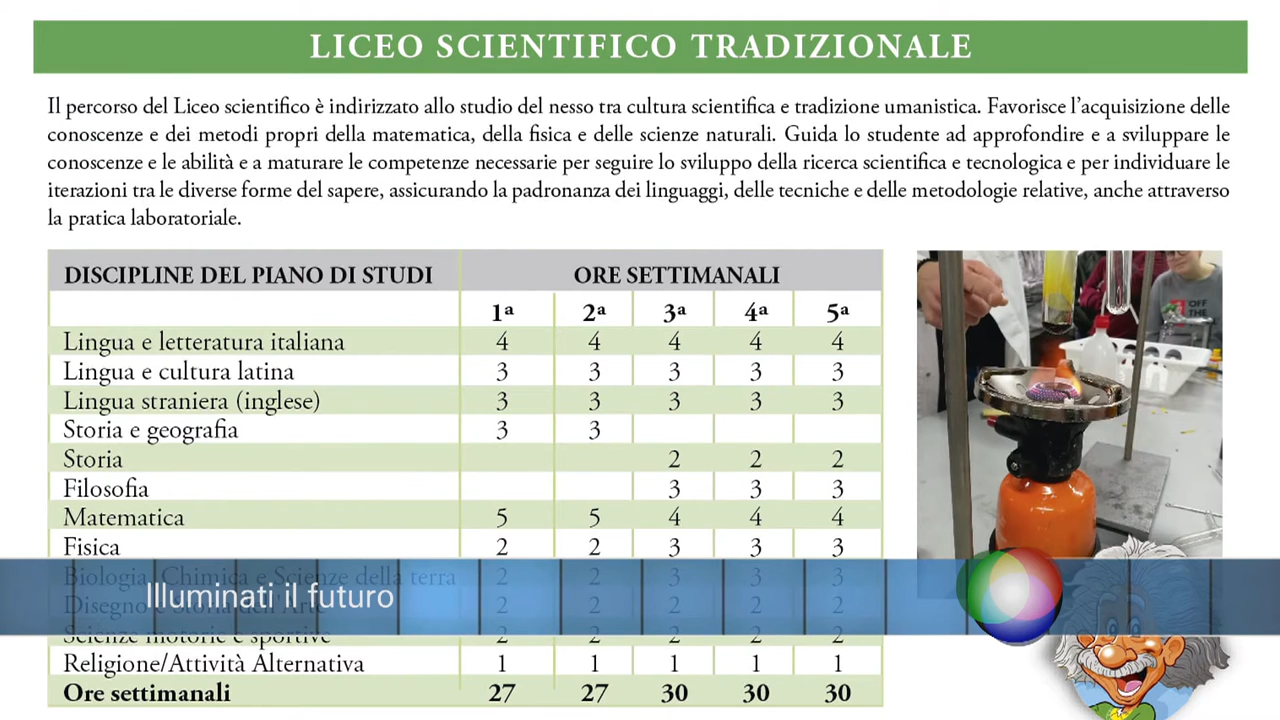 LICEO SCIENTIFICO TRADIZIONALE
Il percorso del Liceo scientifico è indirizzato allo studio del nesso tra cultura scientifica e tradizione umanistica. Favorisce l'acquisizione delle
conoscenze e dei metodi propri della matematica, della fisica e delle scienze naturali. Guida lo studente ad approfondire e a sviluppare le
conoscenze e le abilità e a maturare le competenze necessarie per seguire lo sviluppo della ricerca scientifica e tecnologica e per individuare le
iterazioni tra le diverse forme del sapere, assicurando la padronanza dei linguaggi, delle tecniche e delle metodologie relative, anche attraverso
la pratica laboratoriale.
DISCIPLINE DEL PIANO DI STUDI ORE SETTIMANALI
1ª 2ª 3ª 4ª 5ª
Lingua e letteratura italiana 4 4 4 4 4
Lingua e cultura latina 3 3 3 3 3
Lingua straniera (inglese) 3 3 3 3 3
Storia e geografia 3 3
Storia 2 2 2
Filosofia 3 3 3
Matematica 5 5 4 4 4
Fisica 2 2 3 3 3
Biologia, Chimica e Scienze della terra 2 2 3 3 3
Illuminati il futuro
Disegno e Storia dell'Arte 2 2 2 2 2
Scienze motorie e sportive 2 2 2 2 2
Religione/Attività Alternativa 1 1 1 1 1
Ore settimanali 27 27 30 30 30
OFF
THE